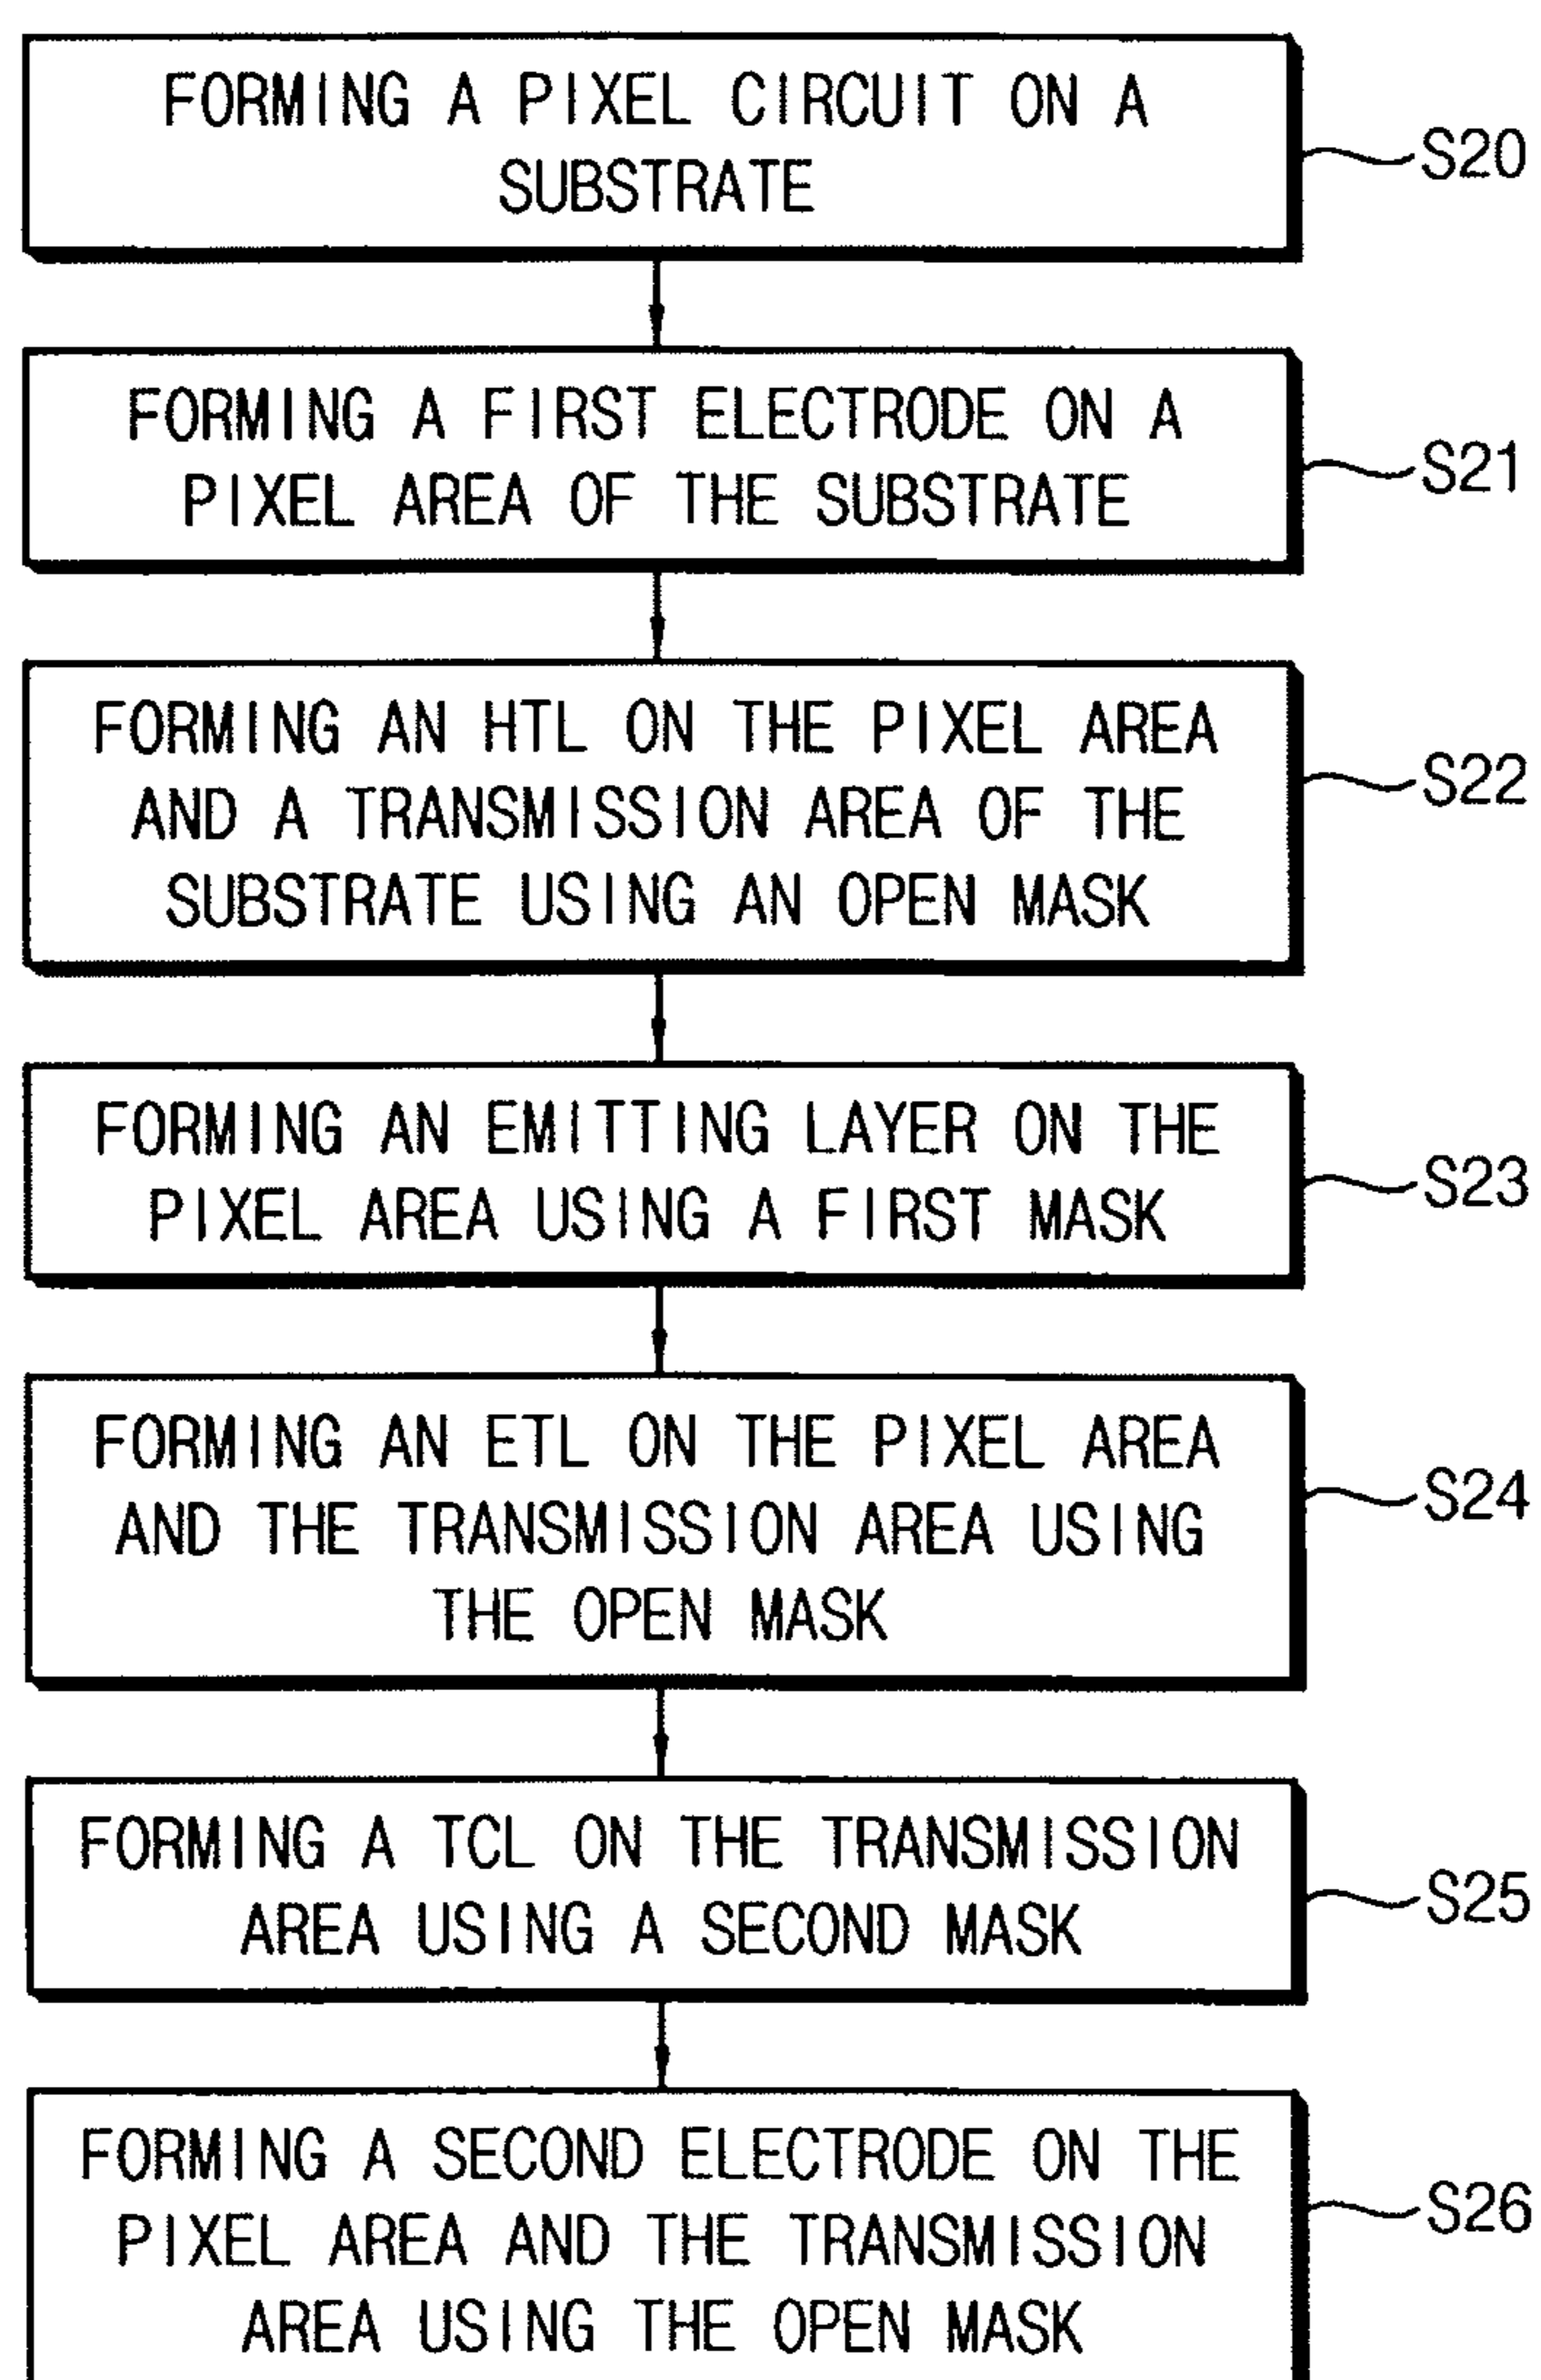 FORMING A PIXEL CIRCUIT ON A
SUBSTRATE
S20
FORMING A FIRST ELECTRODE ON A
PIXEL AREA OF THE SUBSTRATE
S21
FORMING AN HTL ON THE PIXEL AREA
AND A TRANSMISSION AREA OF THE
SUBSTRATE USING AN OPEN MASK
S22
FORMING AN EMITTING LAYER ON THE
PIXEL AREA USING A FIRST MASK
S23
FORMING AN ETL ON THE PIXEL AREA
AND THE TRANSMISSION AREA USING
THE OPEN MASK
S24
FORMING A TCL ON THE TRANSMISSION
AREA USING A SECOND MASK
S25
FORMING A SECOND ELECTRODE ON THE
PIXEL AREA AND THE TRANSMISSION
AREA USING THE OPEN MASK
S26